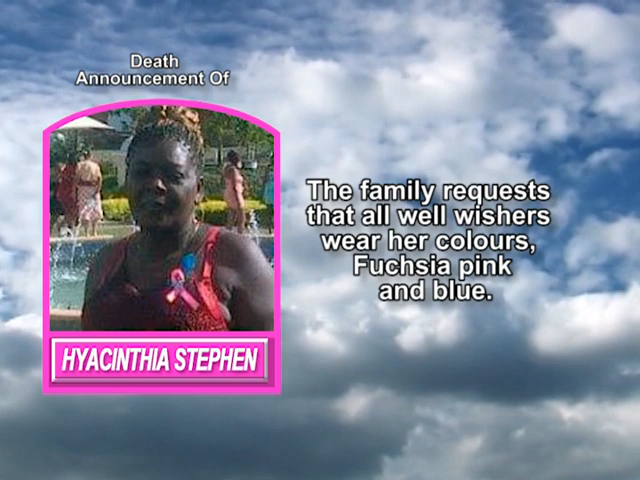 Death
Announcement Of
HYACINTHIA STEPHEN
The family requests
that all well wishers
wear her colours,
Fuchsia pink
and blue.